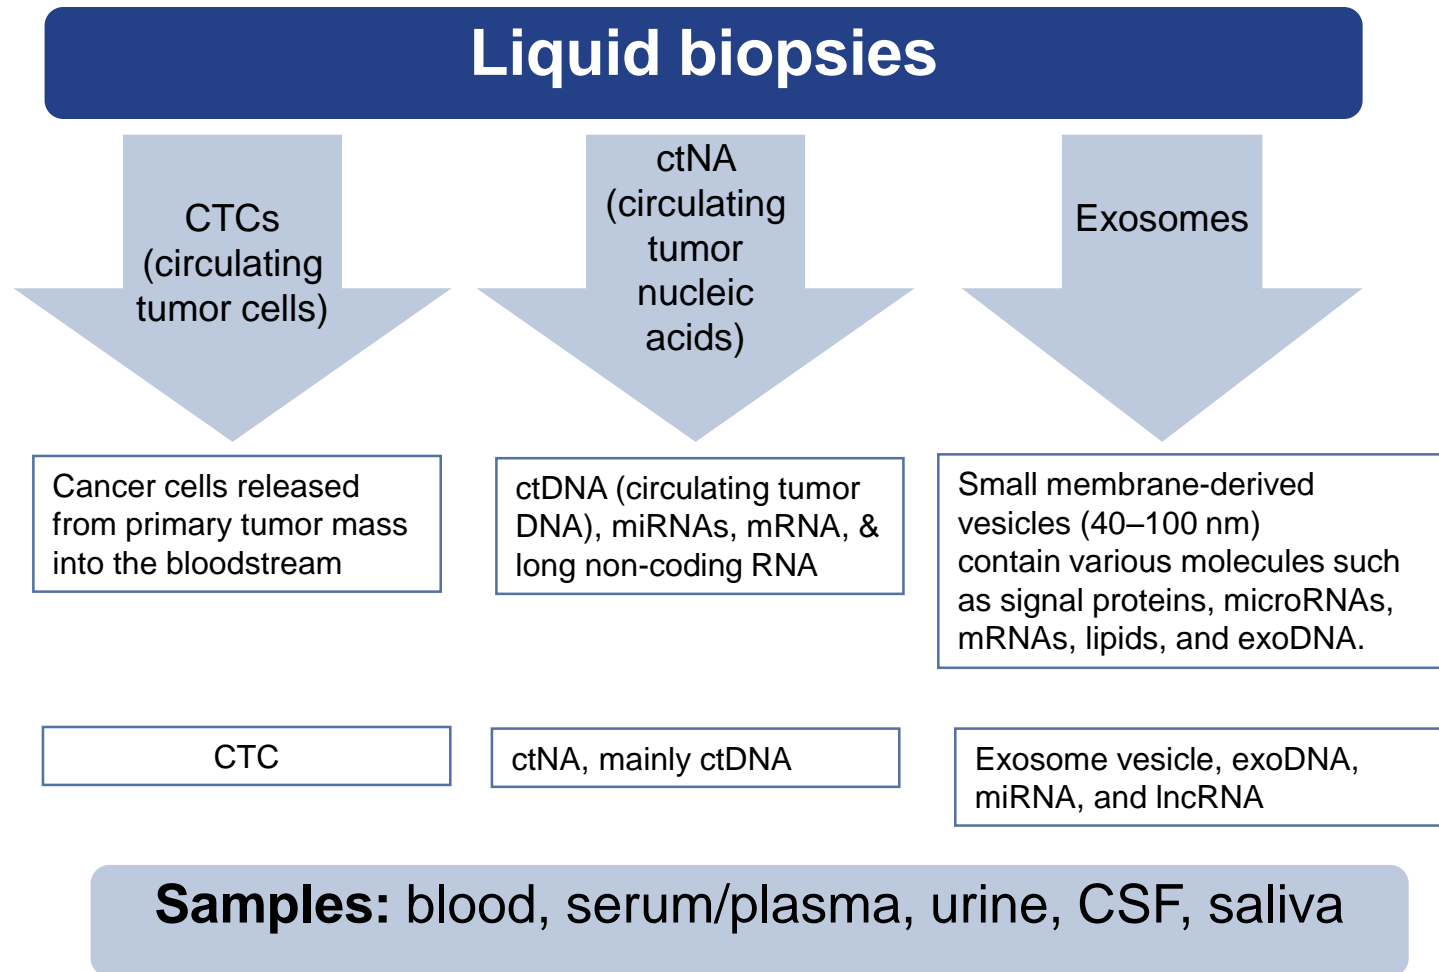 Liquid biopsies
CTCs
(circulating
tumor cells)
ctNA
(circulating
tumor
nucleic
acids)
Exosomes
Cancer cells released
from primary tumor mass
into the bloodstream
ctDNA (circulating tumor
DNA), miRNAs, mRNA, &
long non-coding RNA
Small membrane-derived
vesicles (40–100 nm)
contain various molecules such
as signal proteins, microRNAs,
mRNAs, lipids, and exoDNA.
CTC
ctNA, mainly ctDNA
Exosome vesicle, exoDNA,
miRNA, and lncRNA
Samples: blood, serum/plasma, urine, CSF, saliva